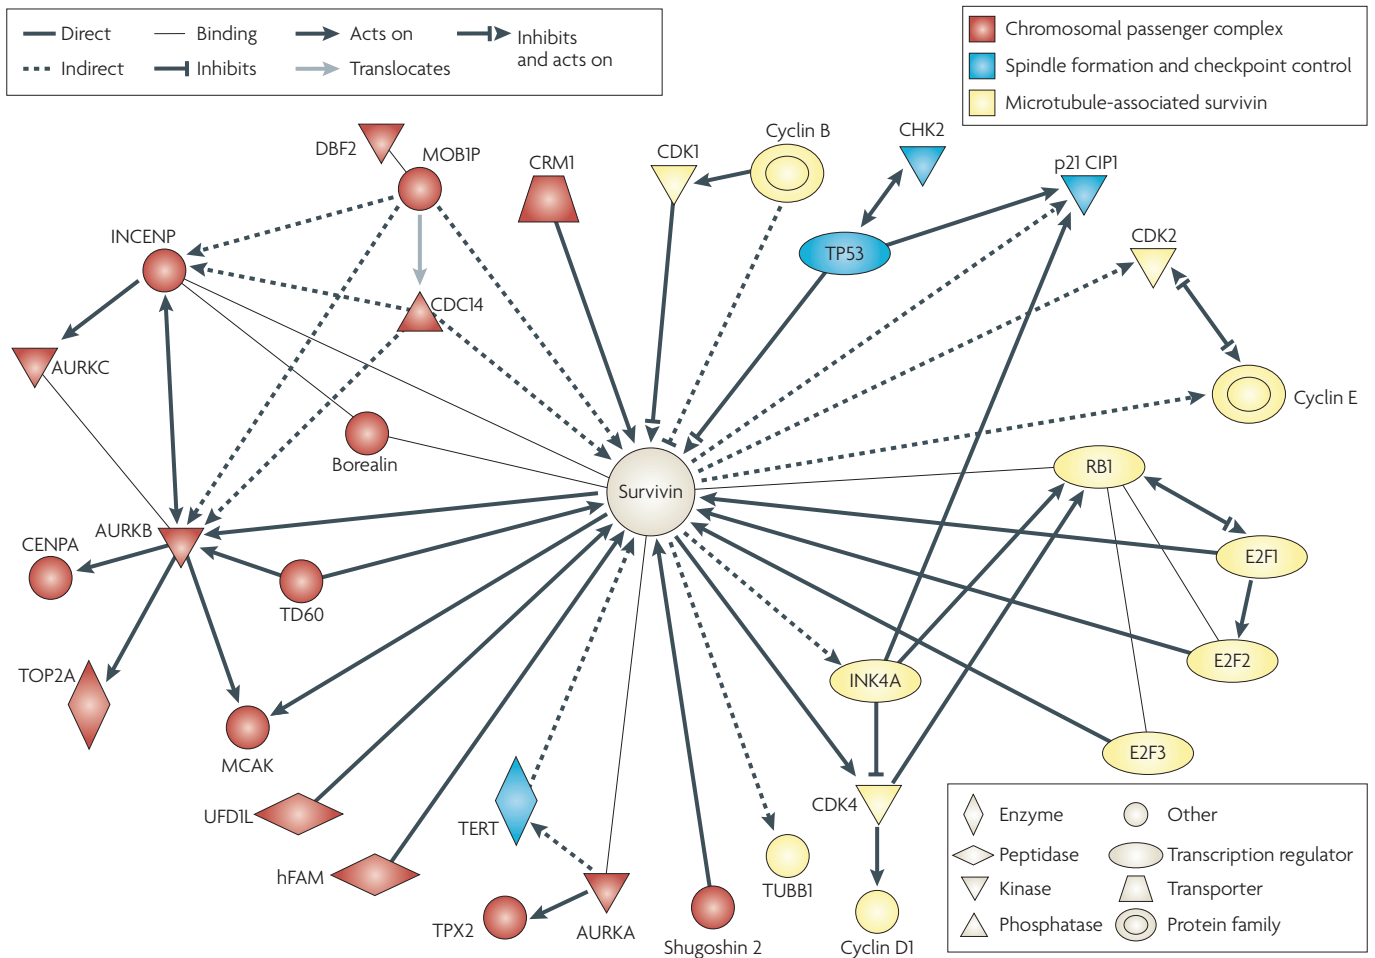 Direct
Binding
Acts on
Inhibits
and acts on
Indirect
Inhibits
Translocates
Chromosomal passenger complex
Spindle formation and checkpoint control
Microtubule-associated survivin
DBF2
MOB1P
CRM1
CDK1
Cyclin B
CHK2
p21 CIP1
INCENP
TP53
CDK2
CDC14
AURKC
Cyclin E
Borealin
Survivin
RB1
AURKB
CENPA
E2F1
TD60
TOP2A
INK4A
E2F2
MCAK
E2F3
UFD1L
TERT
CDK4
hFAM
TUBB1
TPX2
AURKA
Shugoshin 2
Cyclin D1
Enzyme
Other
Peptidase
Transcription regulator
Kinase
Transporter
Phosphatase
Protein family